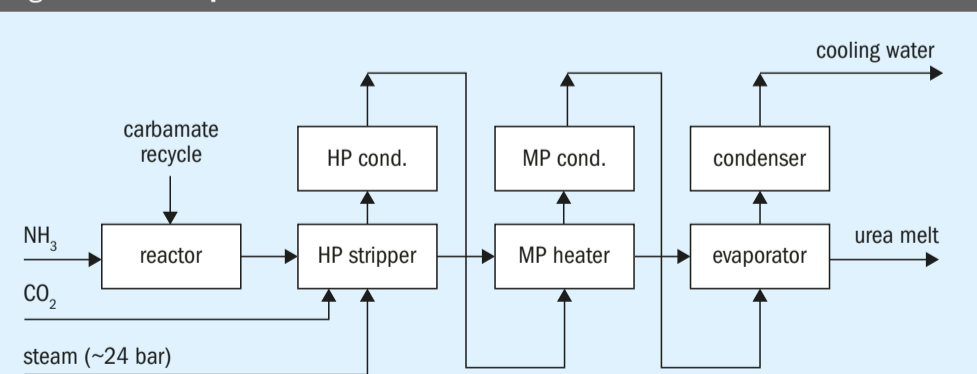 carbamate
recycle
NH₃
CO₂
steam (~24 bar)
reactor
HP cond.
HP stripper
MP cond.
MP heater
condenser
evaporator
cooling water
urea melt